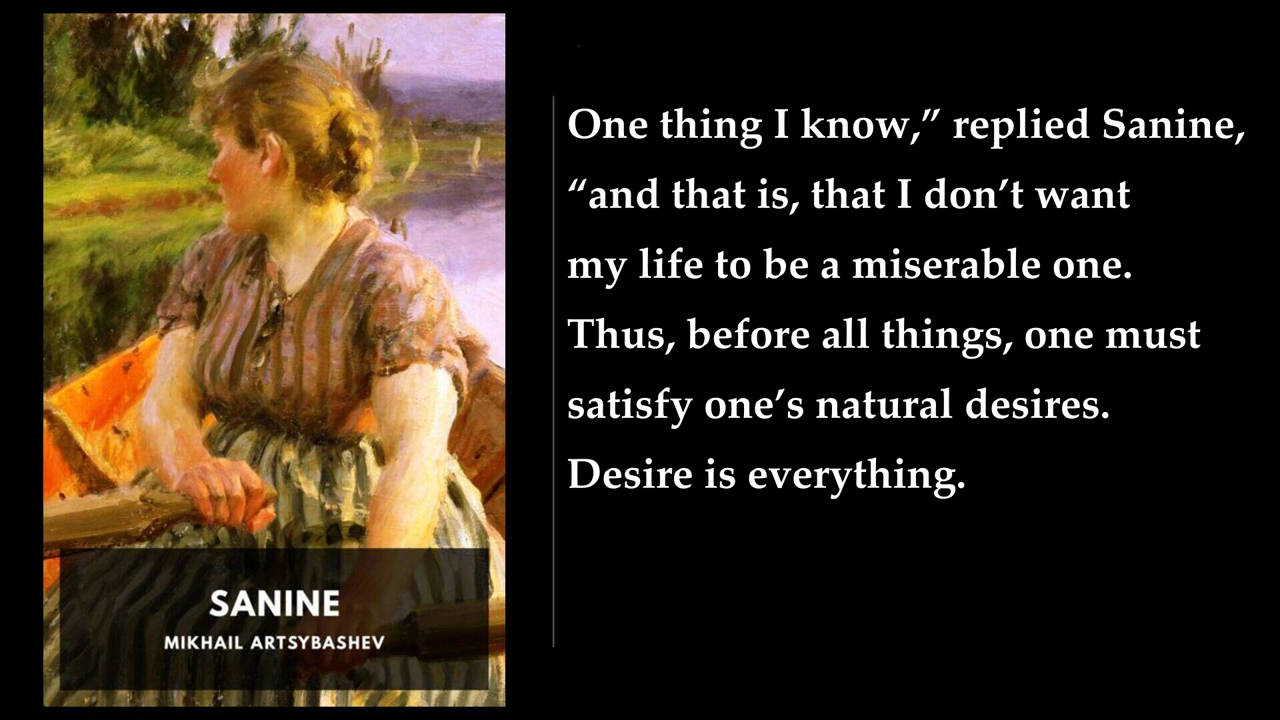 SANINE
MIKHAIL ARTSYBASHEV
One thing I know,” replied Sanine,
“and that is, that I don’t want
my life to be a miserable one.
Thus, before all things, one must
satisfy one’s natural desires.
Desire is everything.